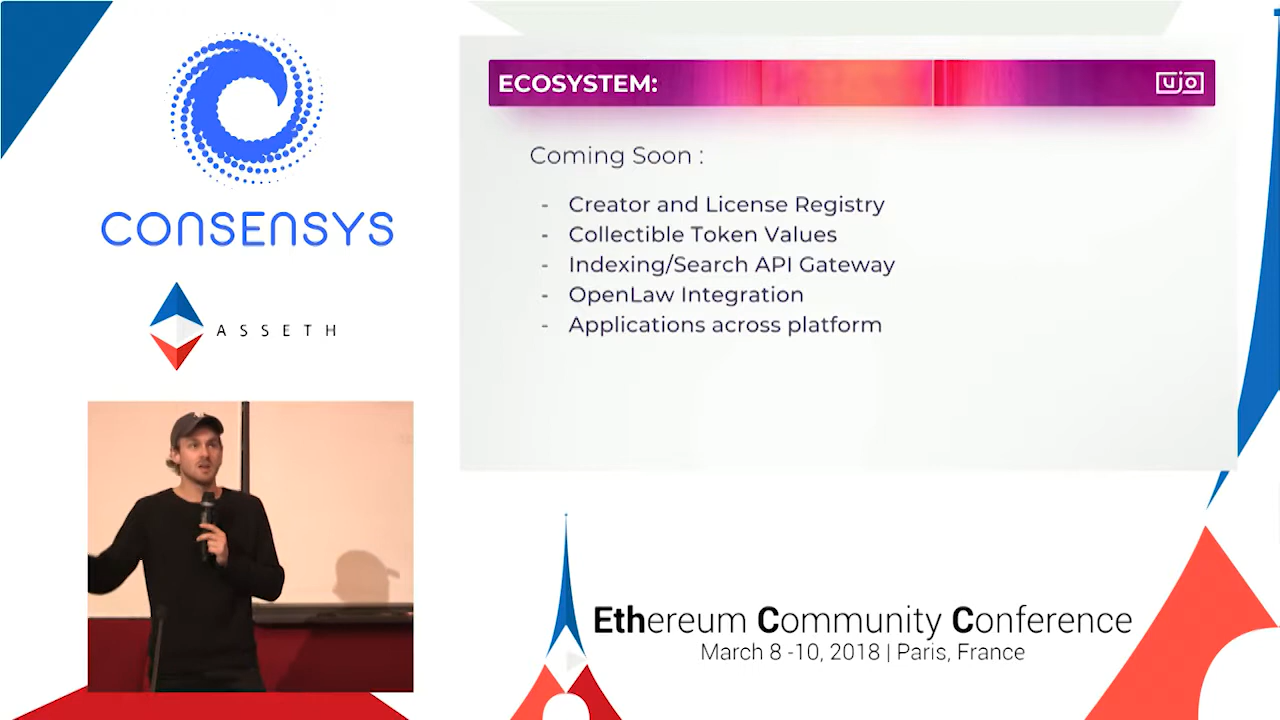 CONSENSYS
ASSETH
ECOSYSTEM:
ujo
Coming Soon :
- Creator and License Registry
- Collectible Token Values
- Indexing/Search API Gateway
- OpenLaw Integration
- Applications across platform
Ethereum Community Conference
March 8 -10, 2018 | Paris, France